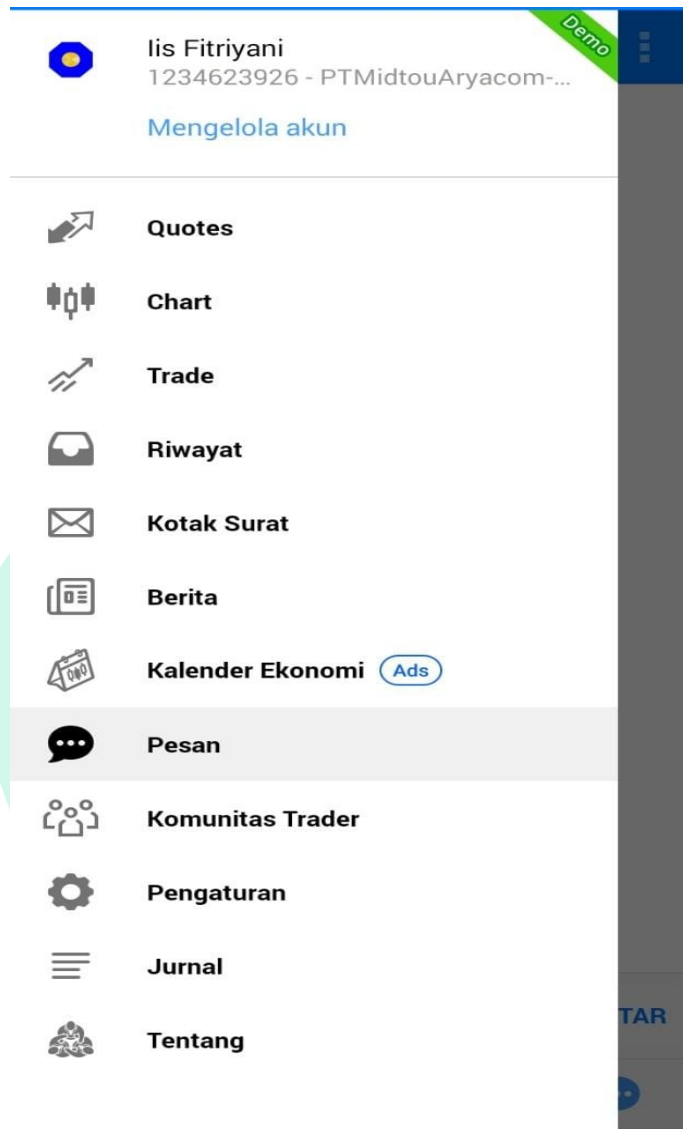 Demo
Iis Fitriyani
1234623926 - PTMidtouAryacom-...
Mengelola akun
Quotes
Chart
Trade
Riwayat
Kotak Surat
Berita
Kalender Ekonomi Ads
Pesan
Komunitas Trader
Pengaturan
Jurnal
TAR
Tentang